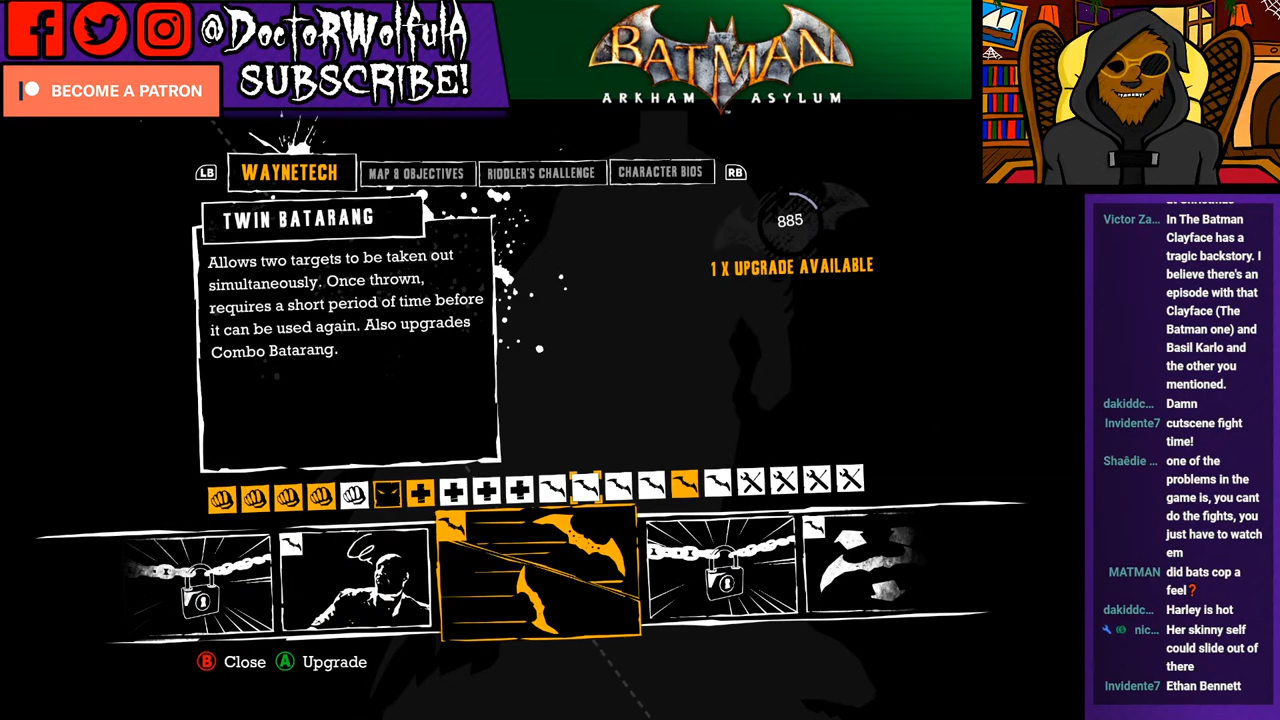 @DoctoRWolfulA
SUBSCRIBE!
BECOME A PATRON
BATMAN
ARKHAM ASYLUM
TM
LB
WAYNETECH
MAP & OBJECTIVES
RIDDLER'S CHALLENGE
CHARACTER BIOS
RB
TWIN BATARANG
Allows two targets to be taken out
simultaneously. Once thrown,
requires a short period of time before
it can be used again. Also upgrades
Combo Batarang.
885
1 X UPGRADE AVAILABLE
B Close A Upgrade
at Christmas
Victor Za... In The Batman
Clayface has a
tragic backstory. I
believe there's an
episode with that
Clayface (The
Batman one) and
Basil Karlo and
the other you
mentioned.
dakiddc... Damn
Invidente7 cutscene fight
time!
Shaêdie ... one of the
problems in the
game is, you cant
do the fights, you
just have to watch
em
MATMAN did bats cop a
feel❓
dakiddc... Harley is hot
nic... Her skinny self
could slide out of
there
Invidente7 Ethan Bennett